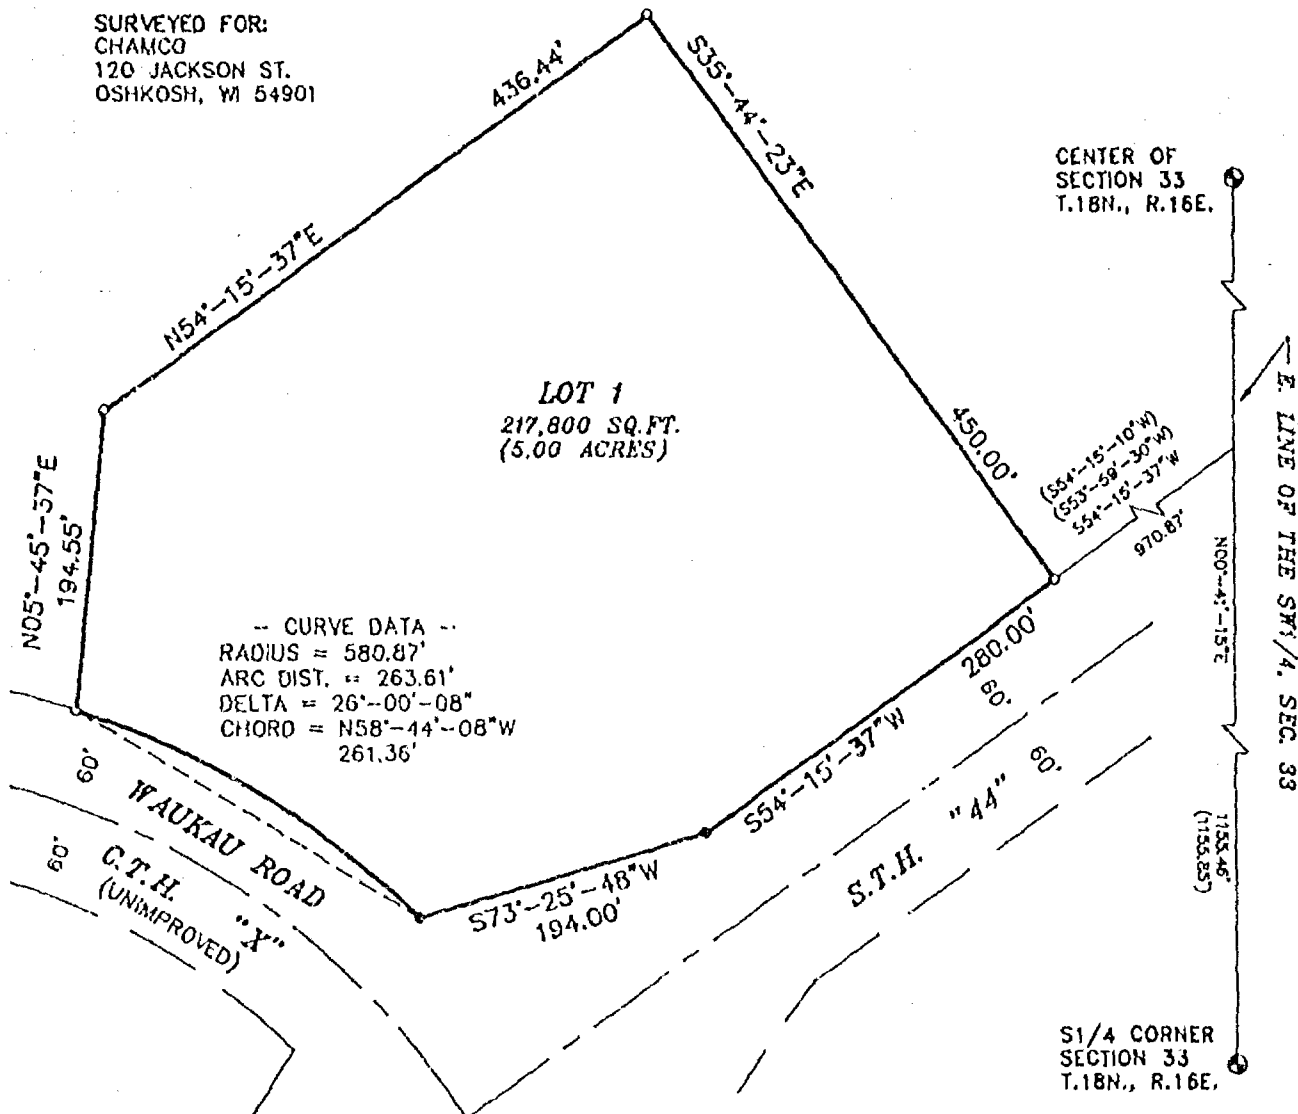 SURVEYED FOR:
CHAMCO
120 JACKSON ST.
OSHKOSH, WI 54901
436.44'
S35°-44'-23"E
CENTER OF
SECTION 33
T.18N., R.16E.
N54°-15'-37"E
LOT 1
217,800 SQ.FT.
(5.00 ACRES)
450.00'
(S54°-15'-10"W)
(S53°-59'-30"W)
S54°-15'-37"W
970.87'
E. LINE OF THE SW1/4, SEC. 33
N05°-45'-37"E
194.55'
-- CURVE DATA --
RADIUS = 580.87'
ARC DIST. = 263.61'
DELTA = 26°-00'-08"
CHORD = N58°-44'-08"W
261.36'
280.00'
60'
S54°-15'-37"W
60'
S.T.H. "44"
60'
WAUKAU ROAD
60'
C.T.H. "X"
(UNIMPROVED)
S73°-25'-48"W
194.00'
1155.46'
(1155.85')
S1/4 CORNER
SECTION 33
T.18N., R.16E.